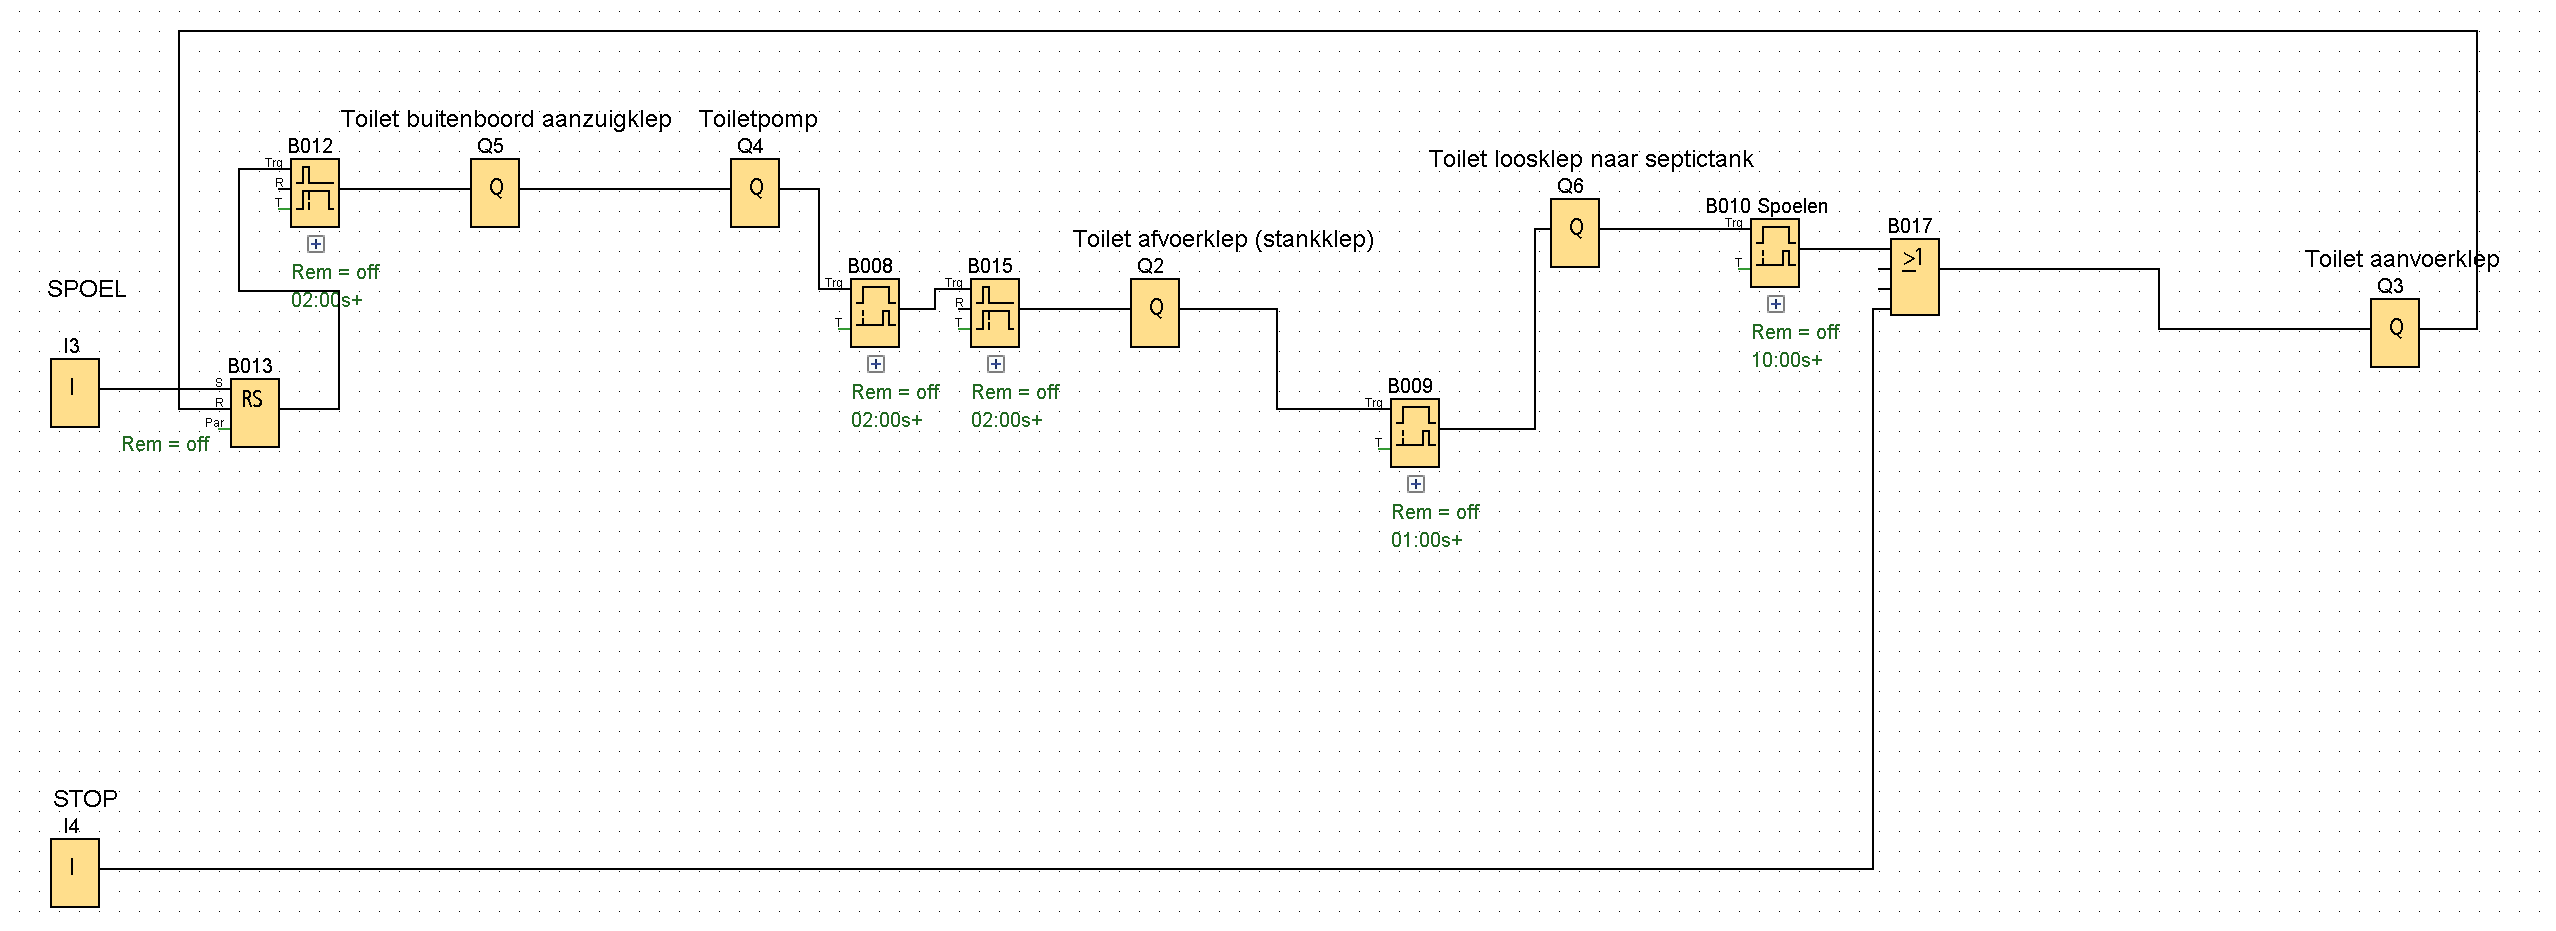 Toilet buitenboord aanzuigklep
Toiletpomp
B012
Q5
Q4
Trg
R
T
Q
Q
Rem = off
02:00s+
Toilet loosklep naar septictank
Q6
Q
B010 Spoelen
Trg
T
Rem = off
10:00s+
B017
≥1
Toilet afvoerklep (stankklep)
B008
Trg
T
Rem = off
02:00s+
B015
Trg
R
T
Rem = off
02:00s+
Q2
Q
Toilet aanvoerklep
Q3
Q
SPOEL
I3
I
B013
S
R
Par
RS
Rem = off
B009
Trg
T
Rem = off
01:00s+
STOP
I4
I